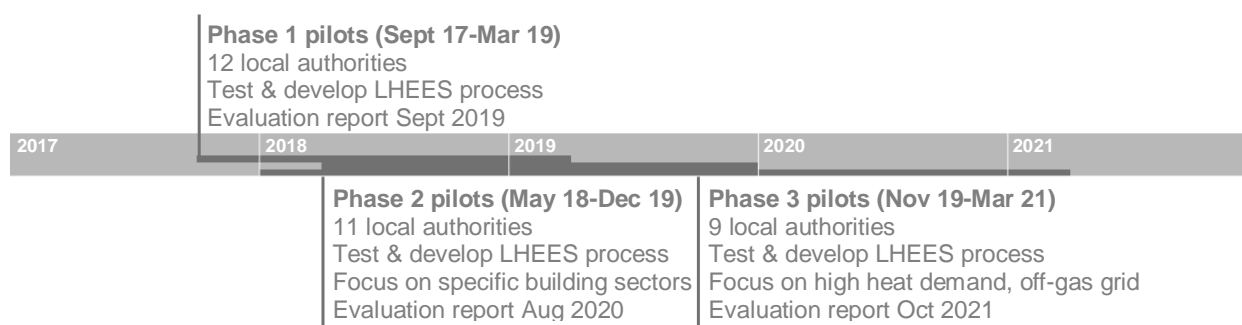 Phase 1 pilots (Sept 17-Mar 19)
12 local authorities
Test & develop LHEES process
Evaluation report Sept 2019
2017 2018 2019 2020 2021
Phase 2 pilots (May 18-Dec 19)
11 local authorities
Test & develop LHEES process
Focus on specific building sectors
Evaluation report Aug 2020
Phase 3 pilots (Nov 19-Mar 21)
9 local authorities
Test & develop LHEES process
Focus on high heat demand, off-gas grid
Evaluation report Oct 2021